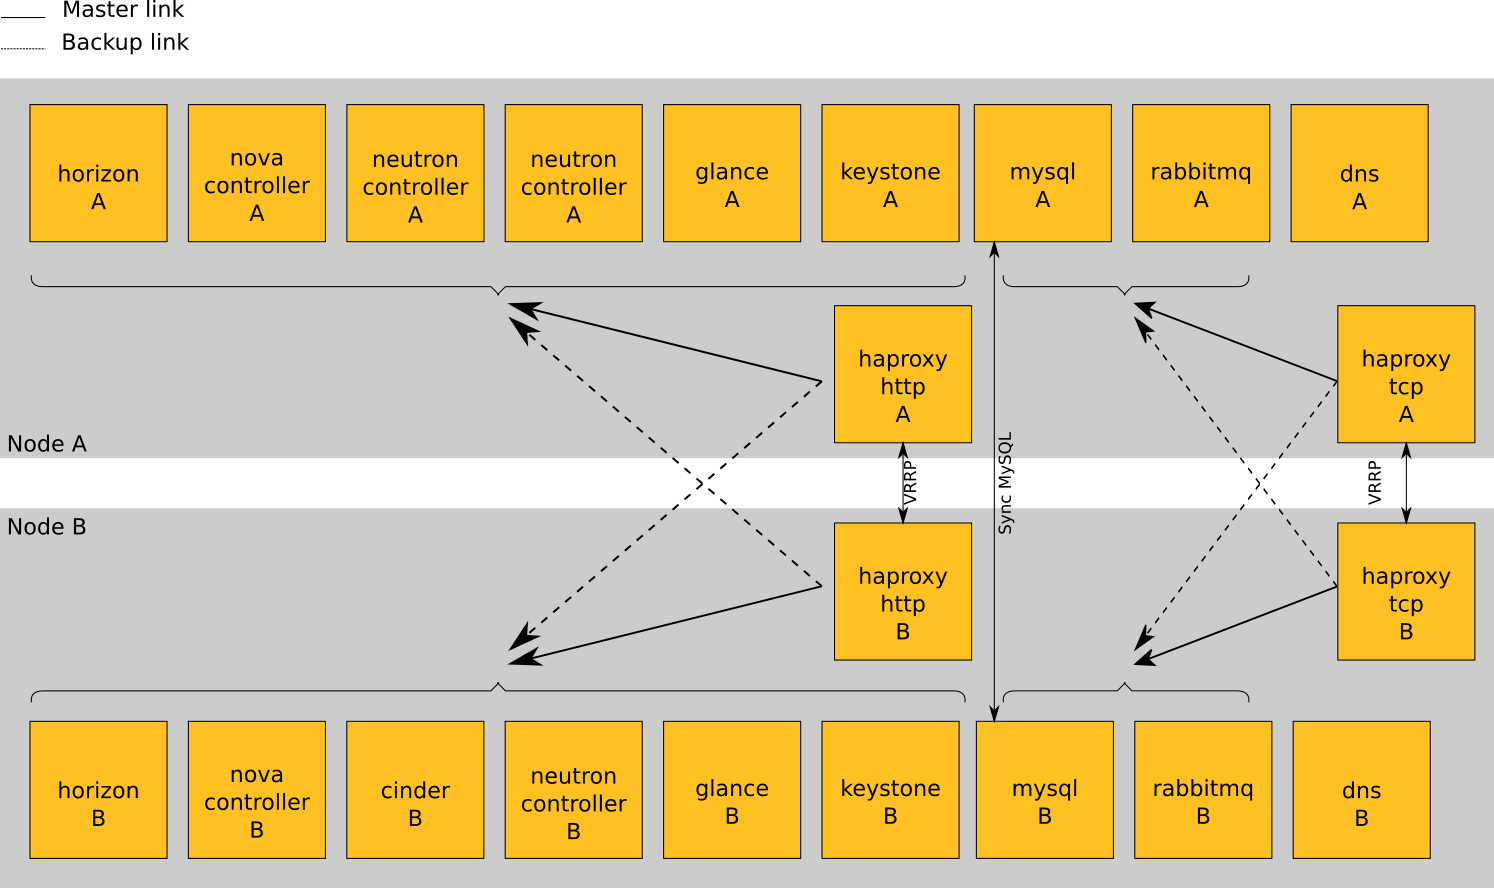 Master link
Backup link
horizon
A
nova
controller
A
neutron
controller
A
neutron
controller
A
glance
A
keystone
A
mysql
A
rabbitmq
A
dns
A
haproxy
http
A
haproxy
tcp
A
Node A
VRRP
Sync MySQL
VRRP
Node B
haproxy
http
B
haproxy
tcp
B
horizon
B
nova
controller
B
cinder
B
neutron
controller
B
glance
B
keystone
B
mysql
B
rabbitmq
B
dns
B